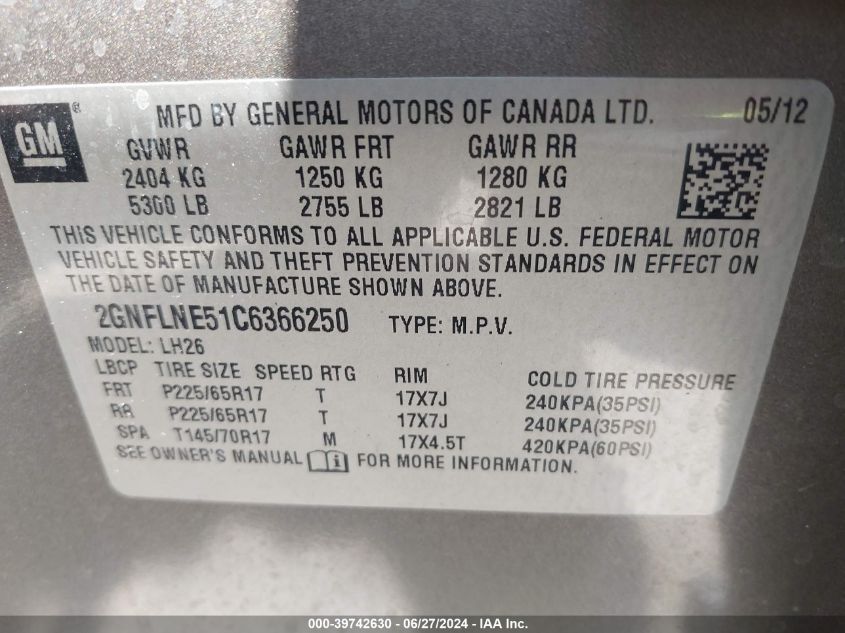 GM ® MFD BY GENERAL MOTORS OF CANADA LTD. 05/12
GVWR GAWR FRT GAWR RR
2404 KG 1250 KG 1280 KG
5300 LB 2755 LB 2821 LB
THIS VEHICLE CONFORMS TO ALL APPLICABLE U.S. FEDERAL MOTOR
VEHICLE SAFETY AND THEFT PREVENTION STANDARDS IN EFFECT ON
THE DATE OF MANUFACTURE SHOWN ABOVE.
2GNFLNE51C6366250 TYPE: M.P.V.
MODEL: LH26
LBCP TIRE SIZE SPEED RTG RIM COLD TIRE PRESSURE
FRT P225/65R17 T 17X7J 240KPA(35PSI)
RR P225/65R17 T 17X7J 240KPA(35PSI)
SPA T145/70R17 M 17X4.5T 420KPA(60PSI)
SEE OWNER'S MANUAL i FOR MORE INFORMATION.
000-39742630 - 06/27/2024 - IAA Inc.